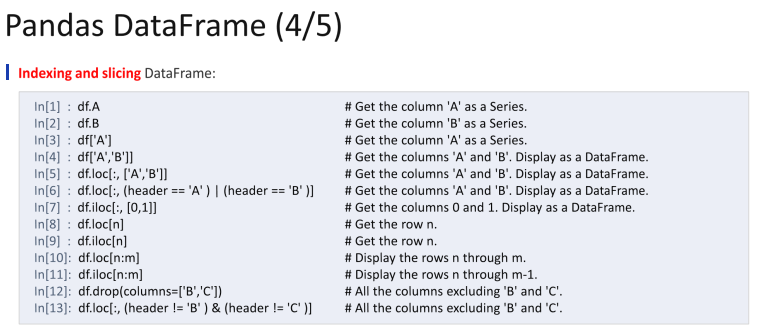 Pandas DataFrame (4/5)
Indexing and slicing DataFrame:
In[1] : df.A # Get the column 'A' as a Series.
In[2] : df.B # Get the column 'B' as a Series.
In[3] : df['A'] # Get the column 'A' as a Series.
In[4] : df['A','B']] # Get the columns 'A' and 'B'. Display as a DataFrame.
In[5] : df.loc[:, ['A','B']] # Get the columns 'A' and 'B'. Display as a DataFrame.
In[6] : df.loc[:, (header == 'A' ) | (header == 'B' )] # Get the columns 'A' and 'B'. Display as a DataFrame.
In[7] : df.iloc[:, [0,1]] # Get the columns 0 and 1. Display as a DataFrame.
In[8] : df.loc[n] # Get the row n.
In[9] : df.iloc[n] # Get the row n.
In[10]: df.loc[n:m] # Display the rows n through m.
In[11]: df.iloc[n:m] # Display the rows n through m-1.
In[12]: df.drop(columns=['B','C']) # All the columns excluding 'B' and 'C'.
In[13]: df.loc[:, (header != 'B' ) & (header != 'C' )] # All the columns excluding 'B' and 'C'.